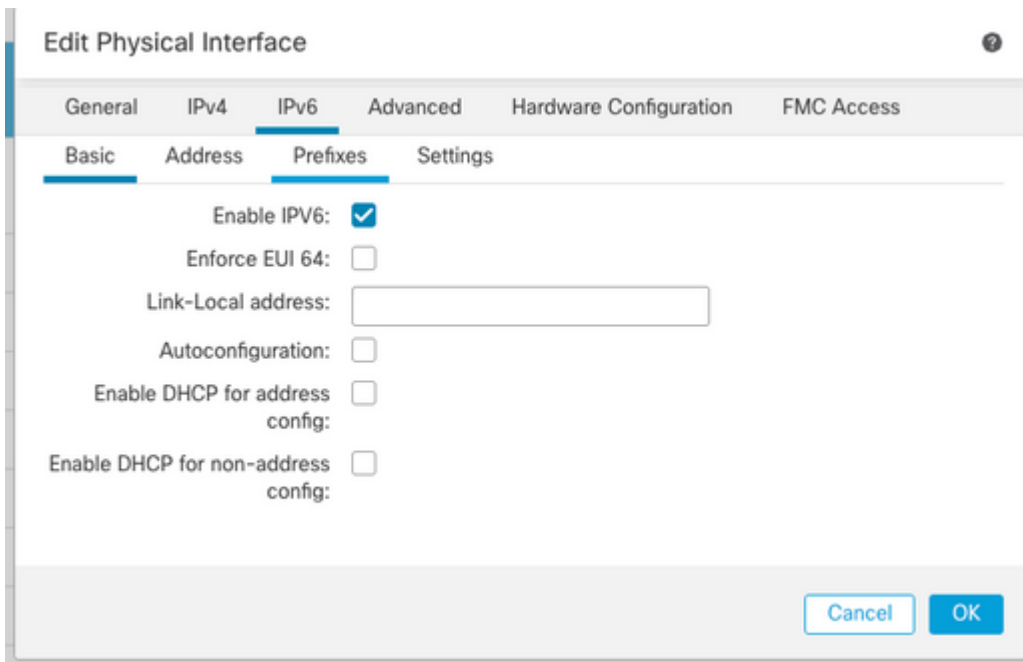 Edit Physical Interface ?
General IPv4 IPv6 Advanced Hardware Configuration FMC Access
Basic Address Prefixes Settings
Enable IPV6:
Enforce EUI 64:
Link-Local address:
Autoconfiguration:
Enable DHCP for address
config:
Enable DHCP for non-address
config:
Cancel OK